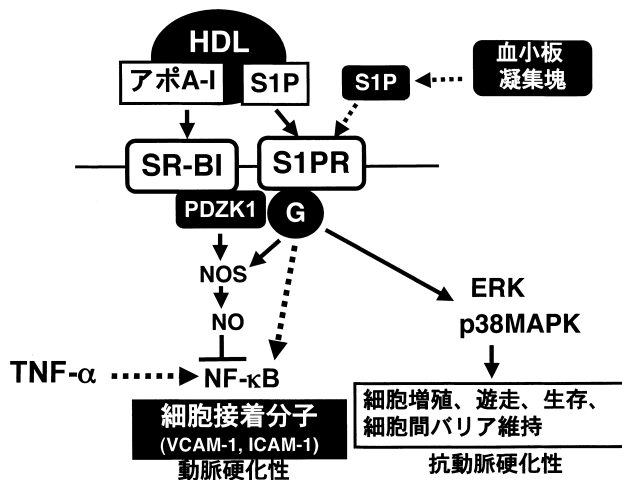 HDL
アポA-I
S1P
S1P
血小板
凝集塊
SR-BI
S1PR
PDZK1
G
NOS
NO
ERK
p38MAPK
TNF-α
NF-κB
細胞接着分子
(VCAM-1, ICAM-1)
動脈硬化性
細胞増殖、遊走、生存、
細胞間バリア維持
抗動脈硬化性